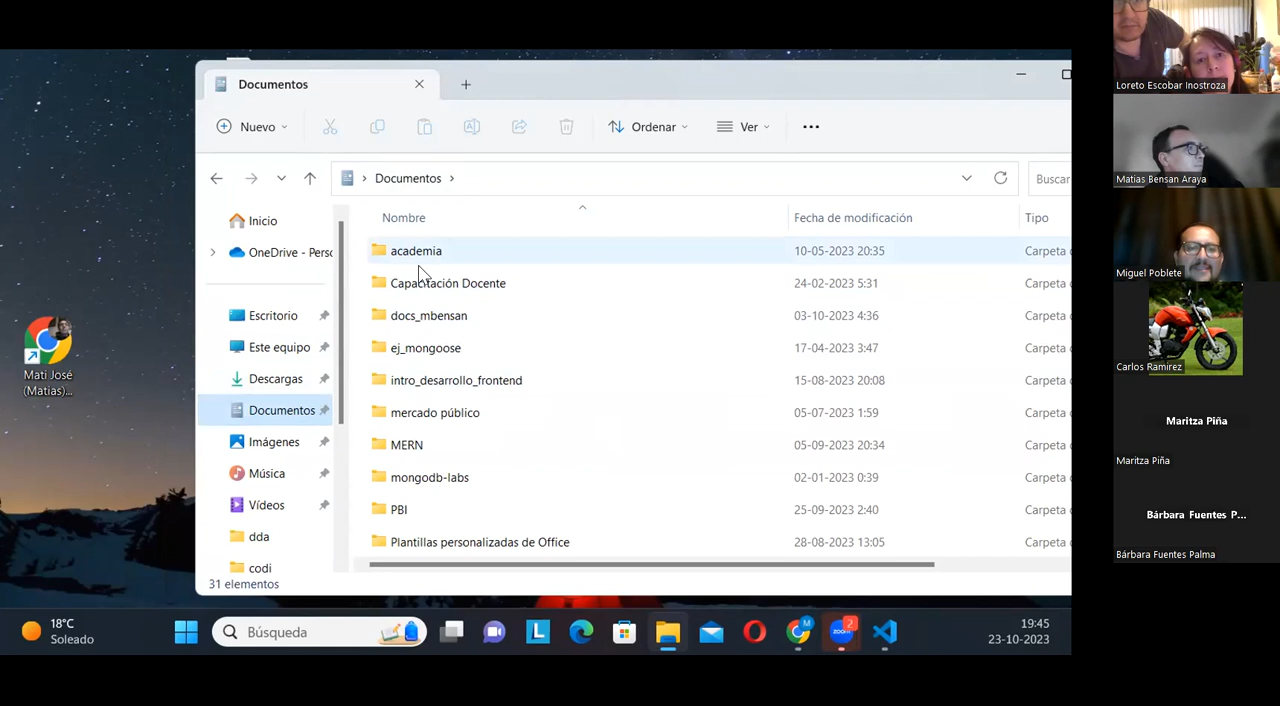 Documentos
Nuevo
Ordenar
Ver
Documentos
Buscar
Nombre
Fecha de modificación
Tipo
Inicio
OneDrive - Perso
Escritorio
Este equipo
Descargas
Documentos
Imágenes
Música
Vídeos
dda
codi
academia 10-05-2023 20:35 Carpeta
Capacitación Docente 24-02-2023 5:31 Carpeta
docs_mbensan 03-10-2023 4:36 Carpeta
ej_mongoose 17-04-2023 3:47 Carpeta
intro_desarrollo_frontend 15-08-2023 20:08 Carpeta
mercado público 05-07-2023 1:59 Carpeta
MERN 05-09-2023 20:34 Carpeta
mongodb-labs 02-01-2023 0:39 Carpeta
PBI 25-09-2023 2:40 Carpeta
Plantillas personalizadas de Office 28-08-2023 13:05 Carpeta
31 elementos
Mati José
(Matias)...
18°C
Soleado
Búsqueda
L
M
zoom
2
19:45
23-10-2023
Loreto Escobar Inostroza
Matias Bensan Araya
Miguel Poblete
Carlos Ramirez
Maritza Piña
Maritza Piña
Bárbara Fuentes P...
Bárbara Fuentes Palma